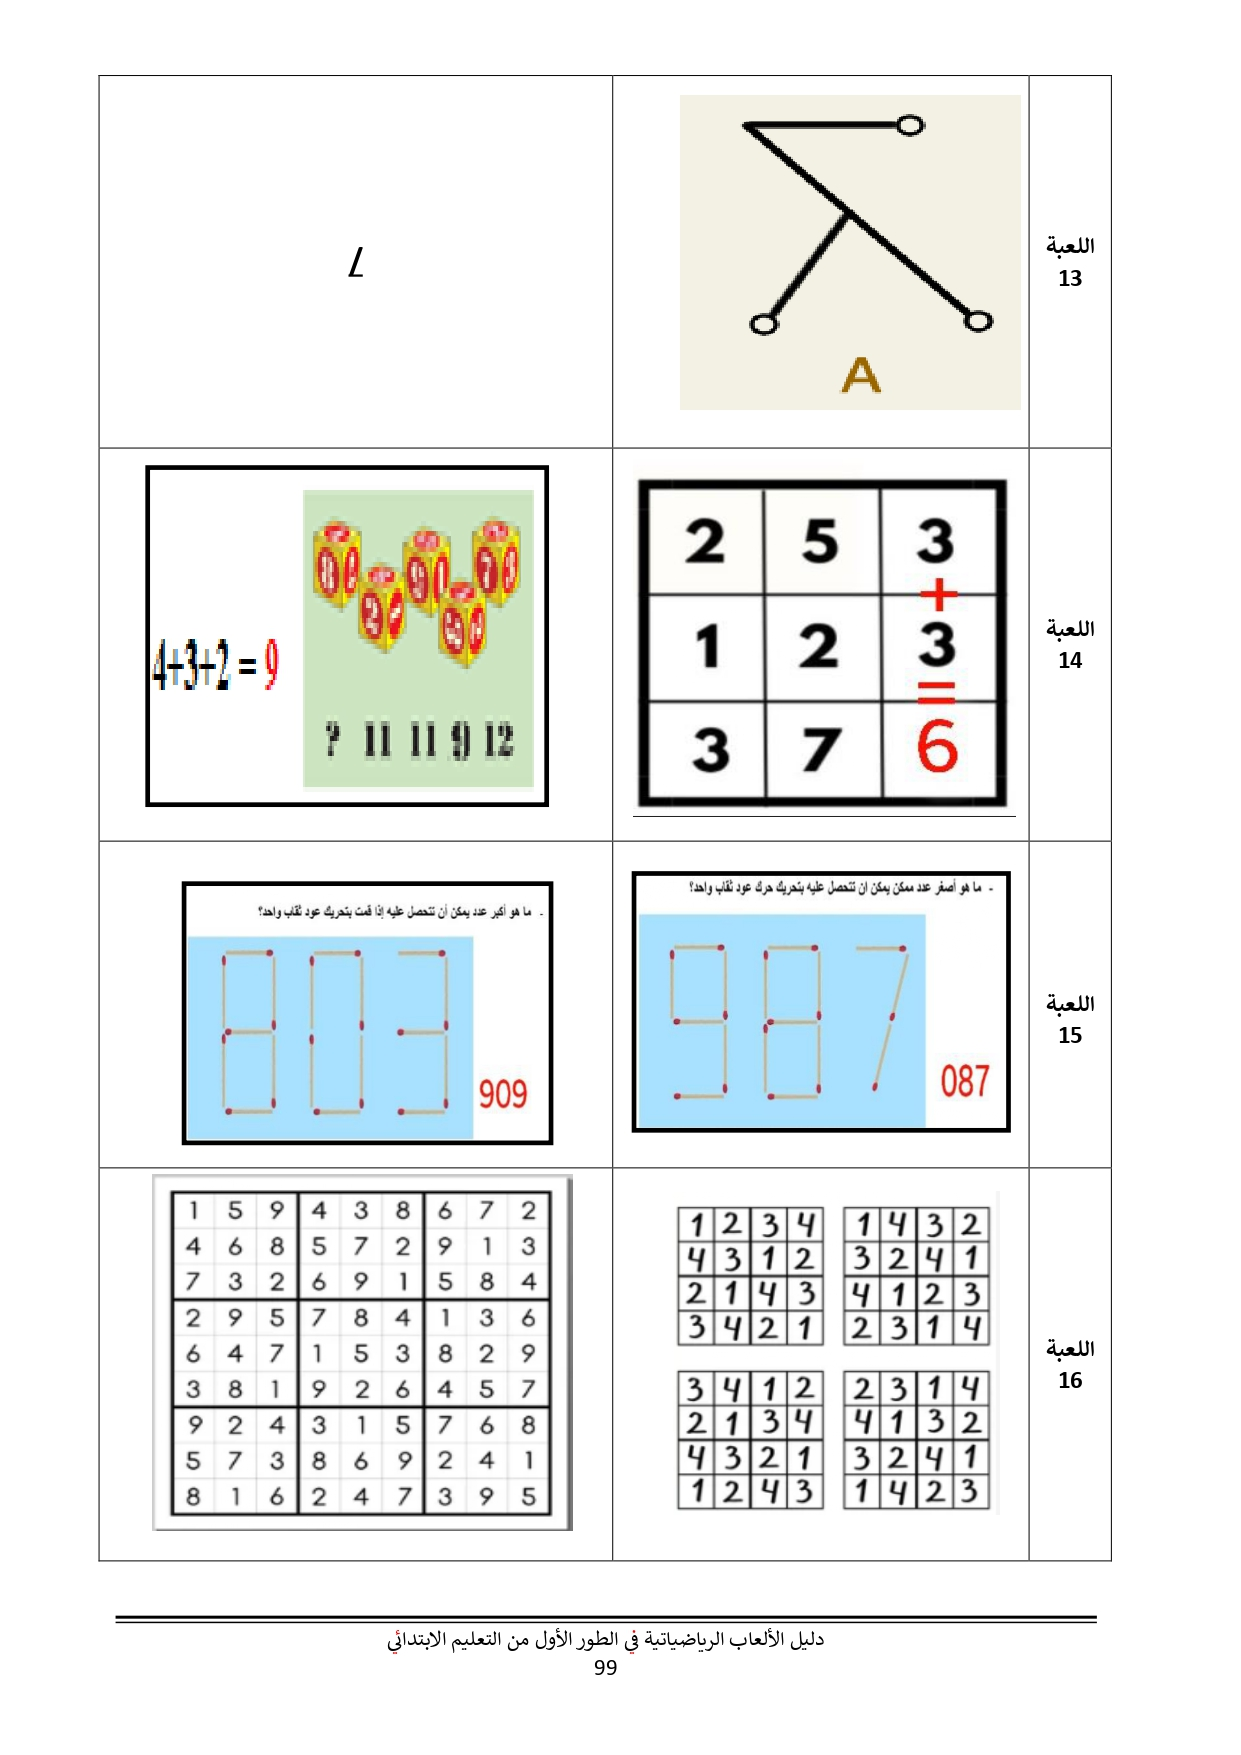 اللعبة
13
A
اللعبة
14
2 5 3
+
1 2 3
=
3 7 6
4+3+2 = 9
? 11 11 9 12
اللعبة
15
- ما هو أصغر عدد ممكن يمكن ان تتحصل عليه بتحريك حرك عود ثقاب واحد؟
987
087
- ما هو أكبر عدد يمكن أن تتحصل عليه إذا قمت بتحريك عود ثقاب واحد؟
803
909
اللعبة
16
1 2 3 4
4 3 1 2
2 1 4 3
3 4 2 1
1 4 3 2
3 2 4 1
4 1 2 3
2 3 1 4
3 4 1 2
2 1 3 4
4 3 2 1
1 2 4 3
2 3 1 4
4 1 3 2
3 2 4 1
1 4 2 3
1 5 9 4 3 8 6 7 2
4 6 8 5 7 2 9 1 3
7 3 2 6 9 1 5 8 4
2 9 5 7 8 4 1 3 6
6 4 7 1 5 3 8 2 9
3 8 1 9 2 6 4 5 7
9 2 4 3 1 5 7 6 8
5 7 3 8 6 9 2 4 1
8 1 6 2 4 7 3 9 5
دليل الألعاب الرياضياتية في الطور الأول من التعليم الابتدائي
99